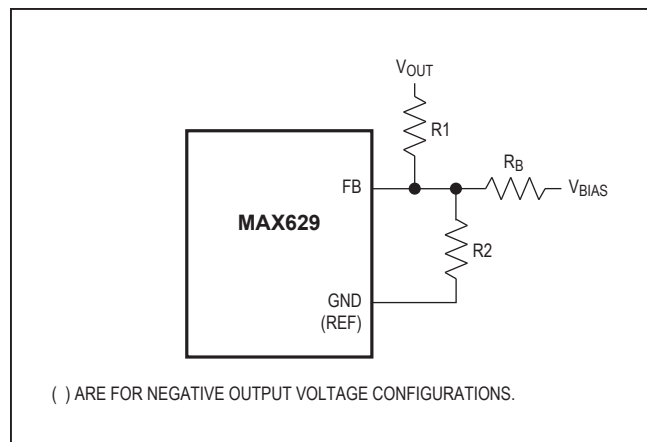 VOUT
R1
RB
FB
VBIAS
MAX629
R2
GND
(REF)
( ) ARE FOR NEGATIVE OUTPUT VOLTAGE CONFIGURATIONS.